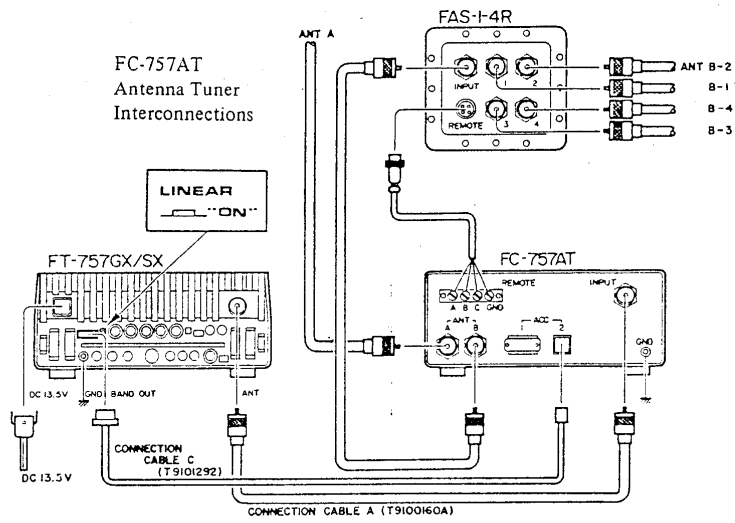 FAS-1-4R
ANT A
FC-757AT
Antenna Tuner
Interconnections
INPUT
1
2
REMOTE
3
4
ANT B-2
B-1
B-4
B-3
LINEAR
"ON"
FT-757GX/SX
FC-757AT
REMOTE
INPUT
A B C GND
ANT
A
B
ACC
1
2
GND
DC 13.5V
GND
BAND OUT
ANT
DC 13.5V
CONNECTION
CABLE C
(T9101292)
CONNECTION CABLE A (T9100160A)